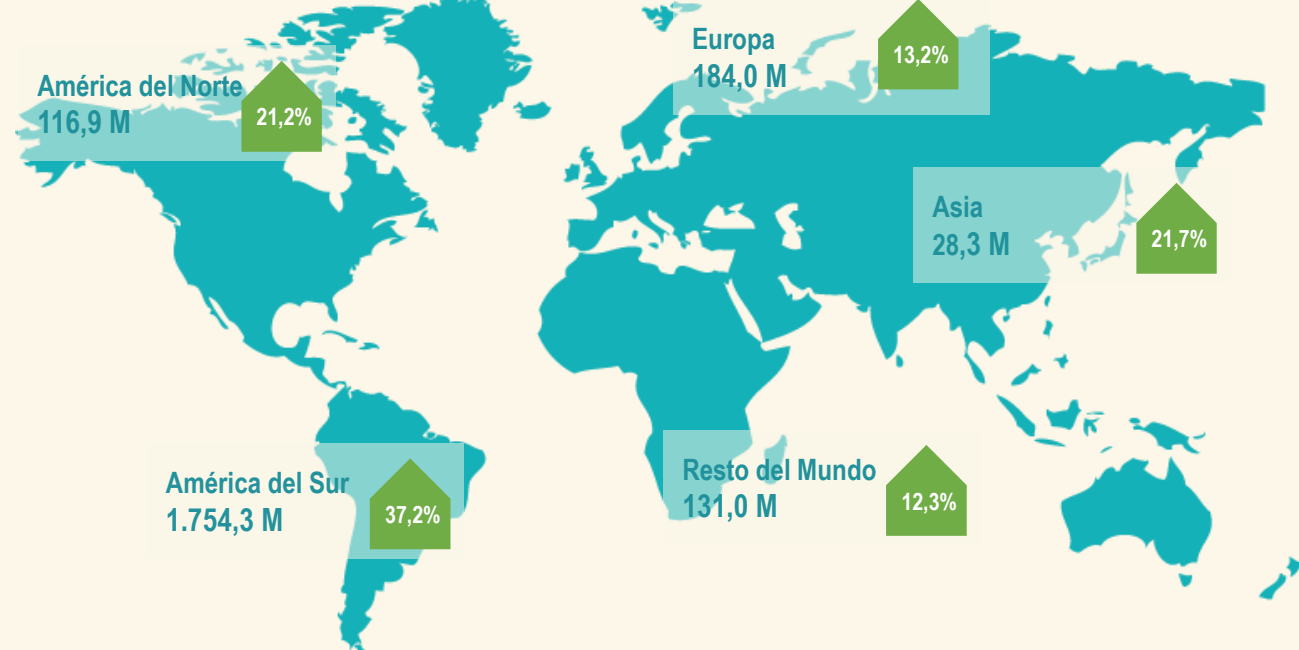 Europa
184,0 M
13,2%
América del Norte
116,9 M
21,2%
Asia
28,3 M
21,7%
América del Sur
1.754,3 M
37,2%
Resto del Mundo
131,0 M
12,3%